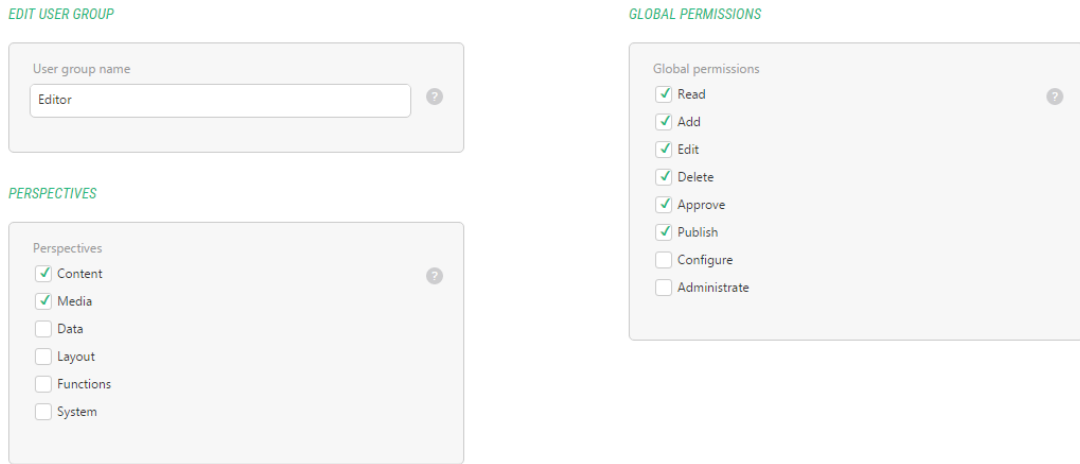 EDIT USER GROUP
User group name
Editor
?
PERSPECTIVES
Perspectives
Content
?
Media
Data
Layout
Functions
System
GLOBAL PERMISSIONS
Global permissions
Read
?
Add
Edit
Delete
Approve
Publish
Configure
Administrate